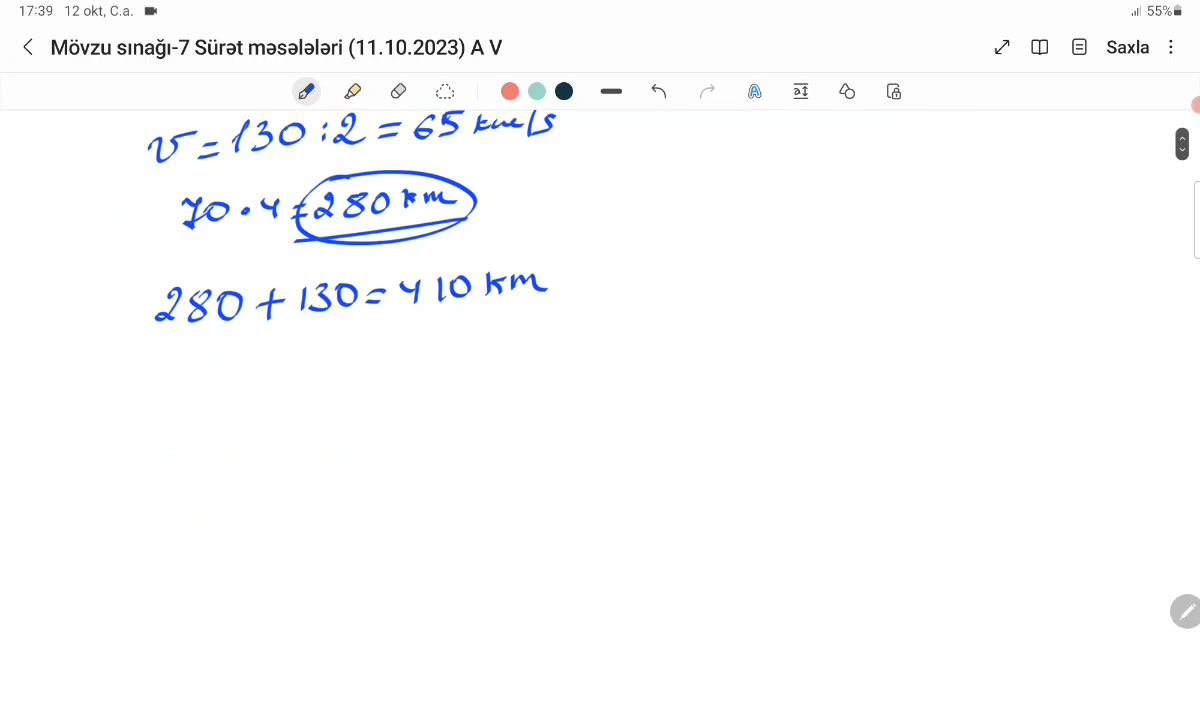 17:39 12 okt, C.a. 55%
Mövzu sınağı-7 Sürət məsələləri (11.10.2023) A V Saxla
v=130:2=65 km/s
70·4=280 km
280+130=410 km